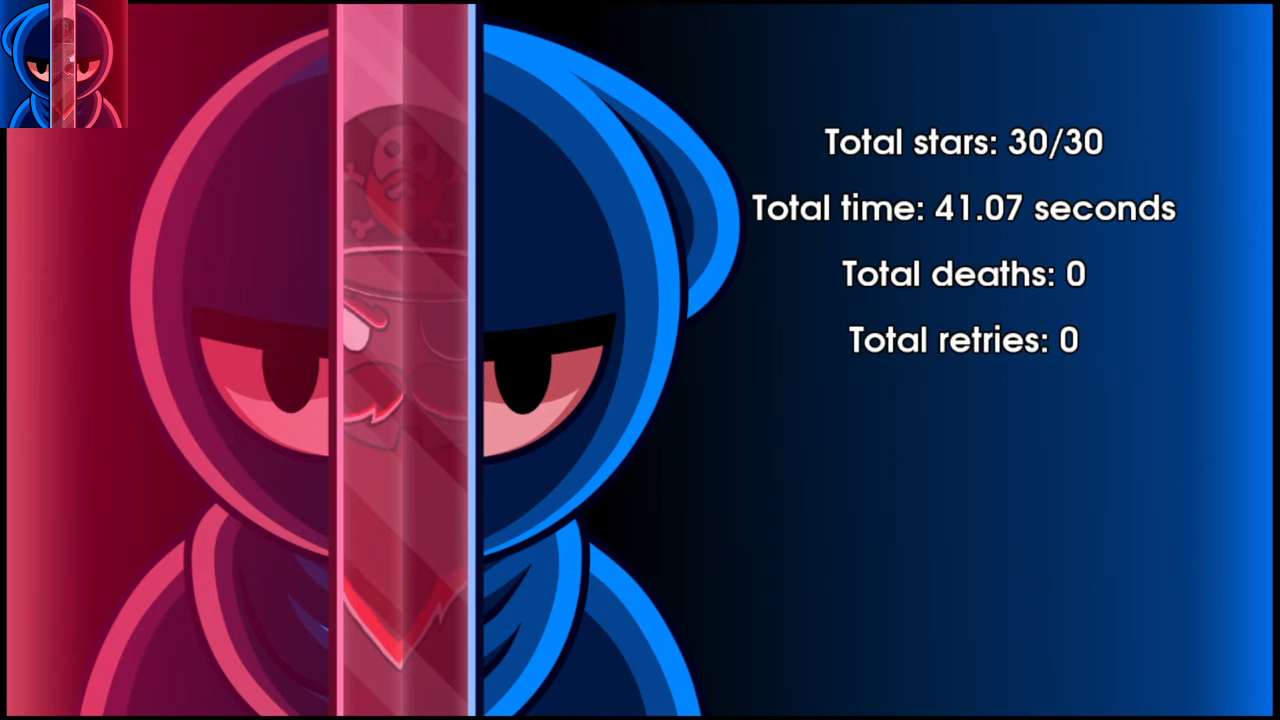 Total stars: 30/30
Total time: 41.07 seconds
Total deaths: 0
Total retries: 0